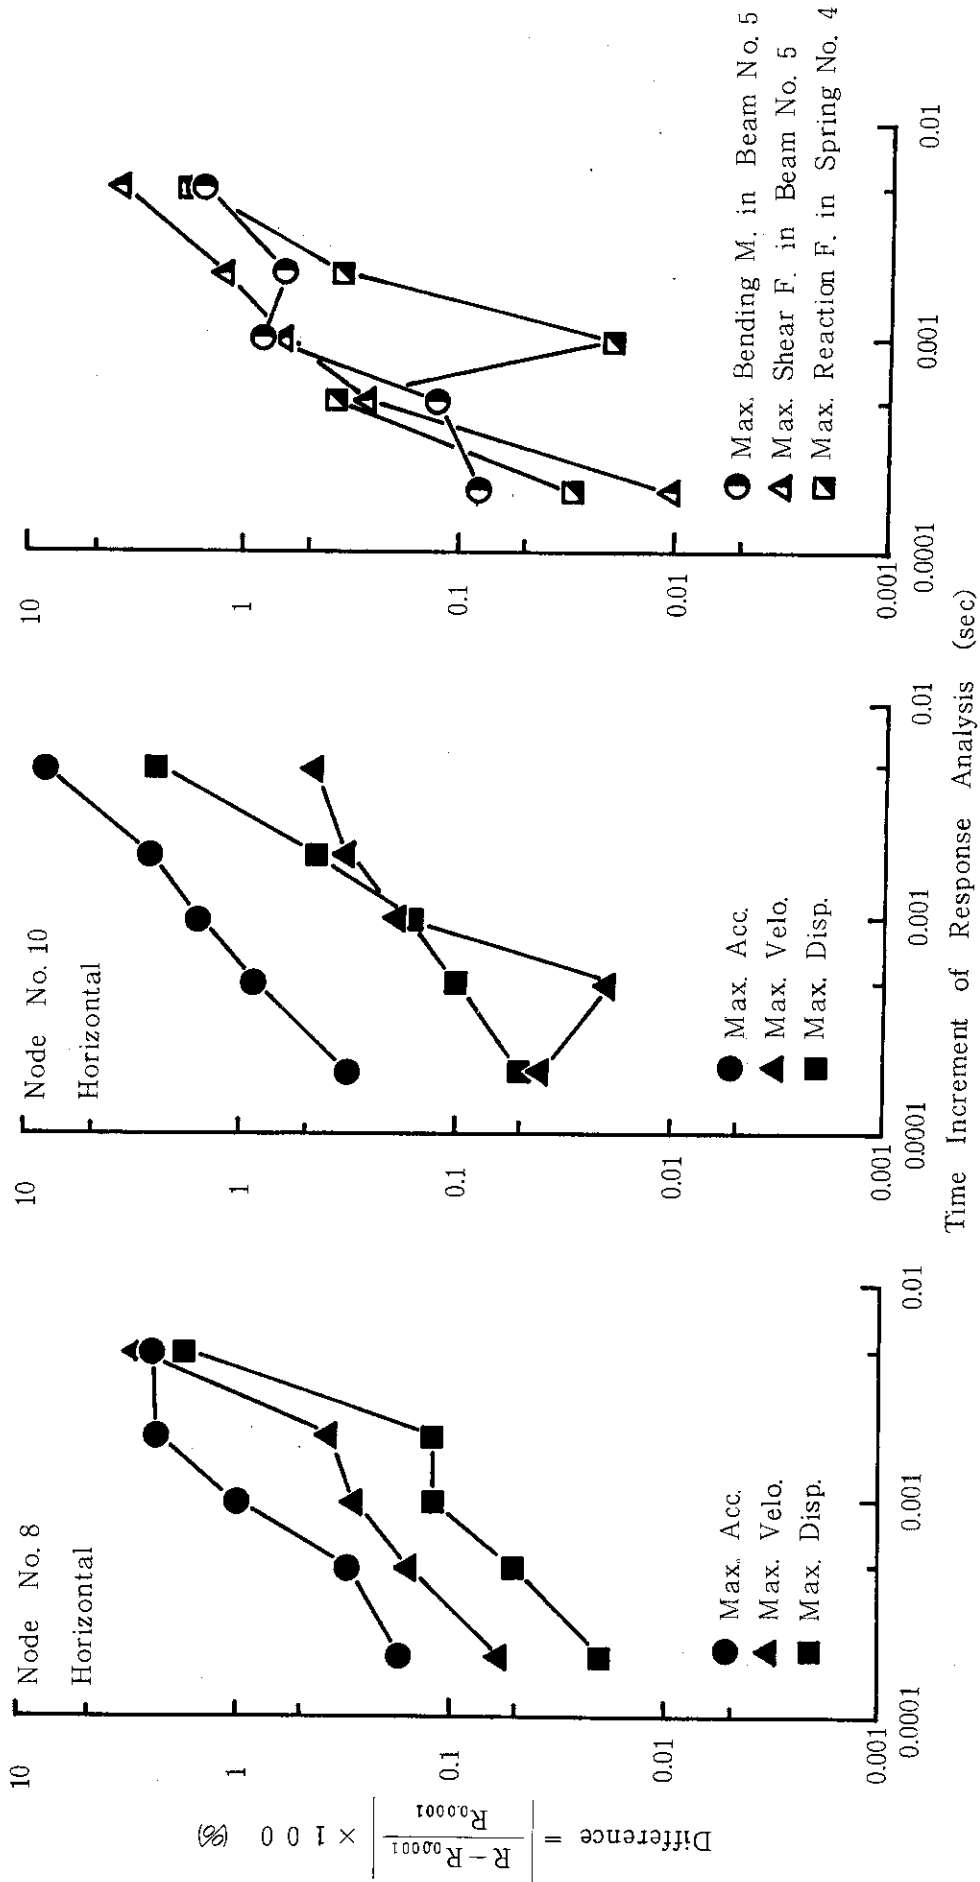 Difference = | R - R0.0001 / R0.0001 | × 100 (%)
Node No. 8
Horizontal
10
1
0.1
0.01
0.001
0.0001
0.001
0.01
● Max. Acc.
▲ Max. Velo.
■ Max. Disp.
Node No. 10
Horizontal
10
1
0.1
0.01
0.001
0.0001
0.001
0.01
● Max. Acc.
▲ Max. Velo.
■ Max. Disp.
10
1
0.1
0.01
0.001
0.0001
0.001
0.01
Max. Bending M. in Beam No. 5
Max. Shear F. in Beam No. 5
Max. Reaction F. in Spring No. 4
Time Increment of Response Analysis (sec)